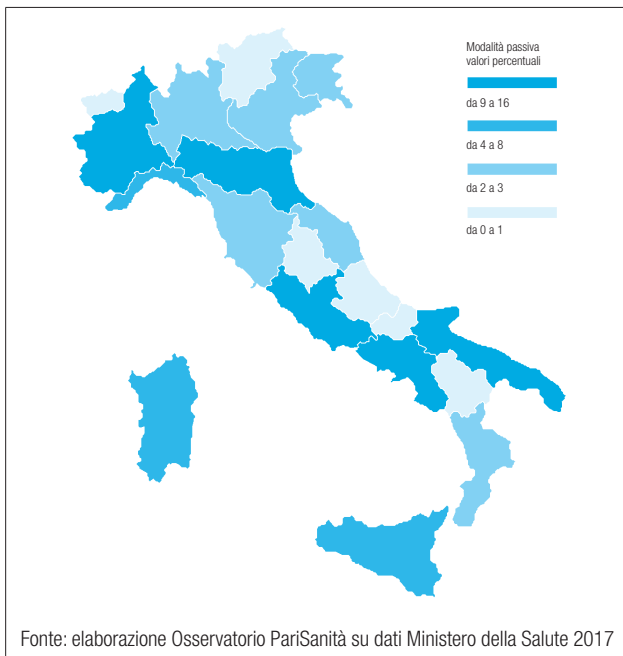 Modalità passiva
valori percentuali
da 9 a 16
da 4 a 8
da 2 a 3
da 0 a 1
Fonte: elaborazione Osservatorio PariSanità su dati Ministero della Salute 2017